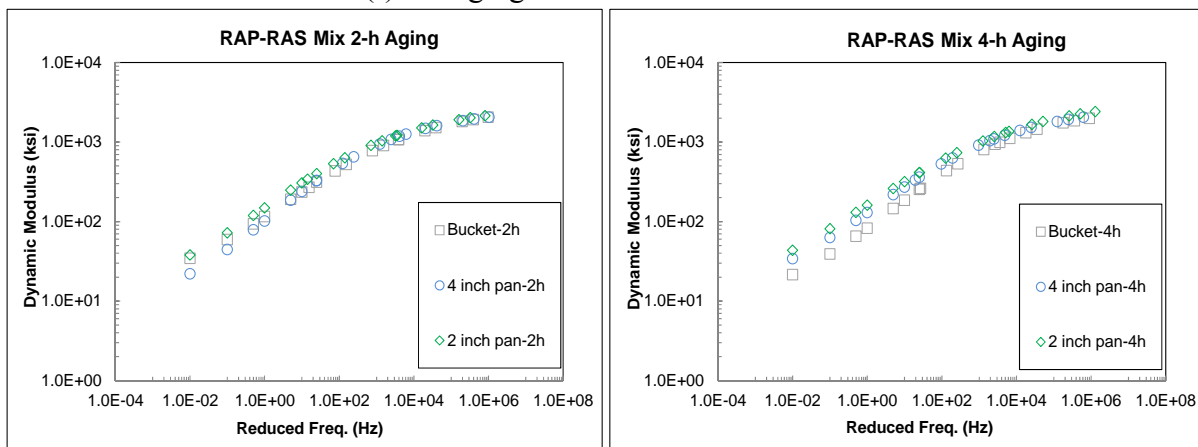 RAP-RAS Mix 2-h Aging
1.0E+04
1.0E+03
1.0E+02
1.0E+01
1.0E+00
Dynamic Modulus (ksi)
Bucket-2h
4 inch pan-2h
2 inch pan-2h
1.0E-04 1.0E-02 1.0E+00 1.0E+02 1.0E+04 1.0E+06 1.0E+08
Reduced Freq. (Hz)
RAP-RAS Mix 4-h Aging
1.0E+04
1.0E+03
1.0E+02
1.0E+01
1.0E+00
Dynamic Modulus (ksi)
Bucket-4h
4 inch pan-4h
2 inch pan-4h
1.0E-04 1.0E-02 1.0E+00 1.0E+02 1.0E+04 1.0E+06 1.0E+08
Reduced Freq. (Hz)